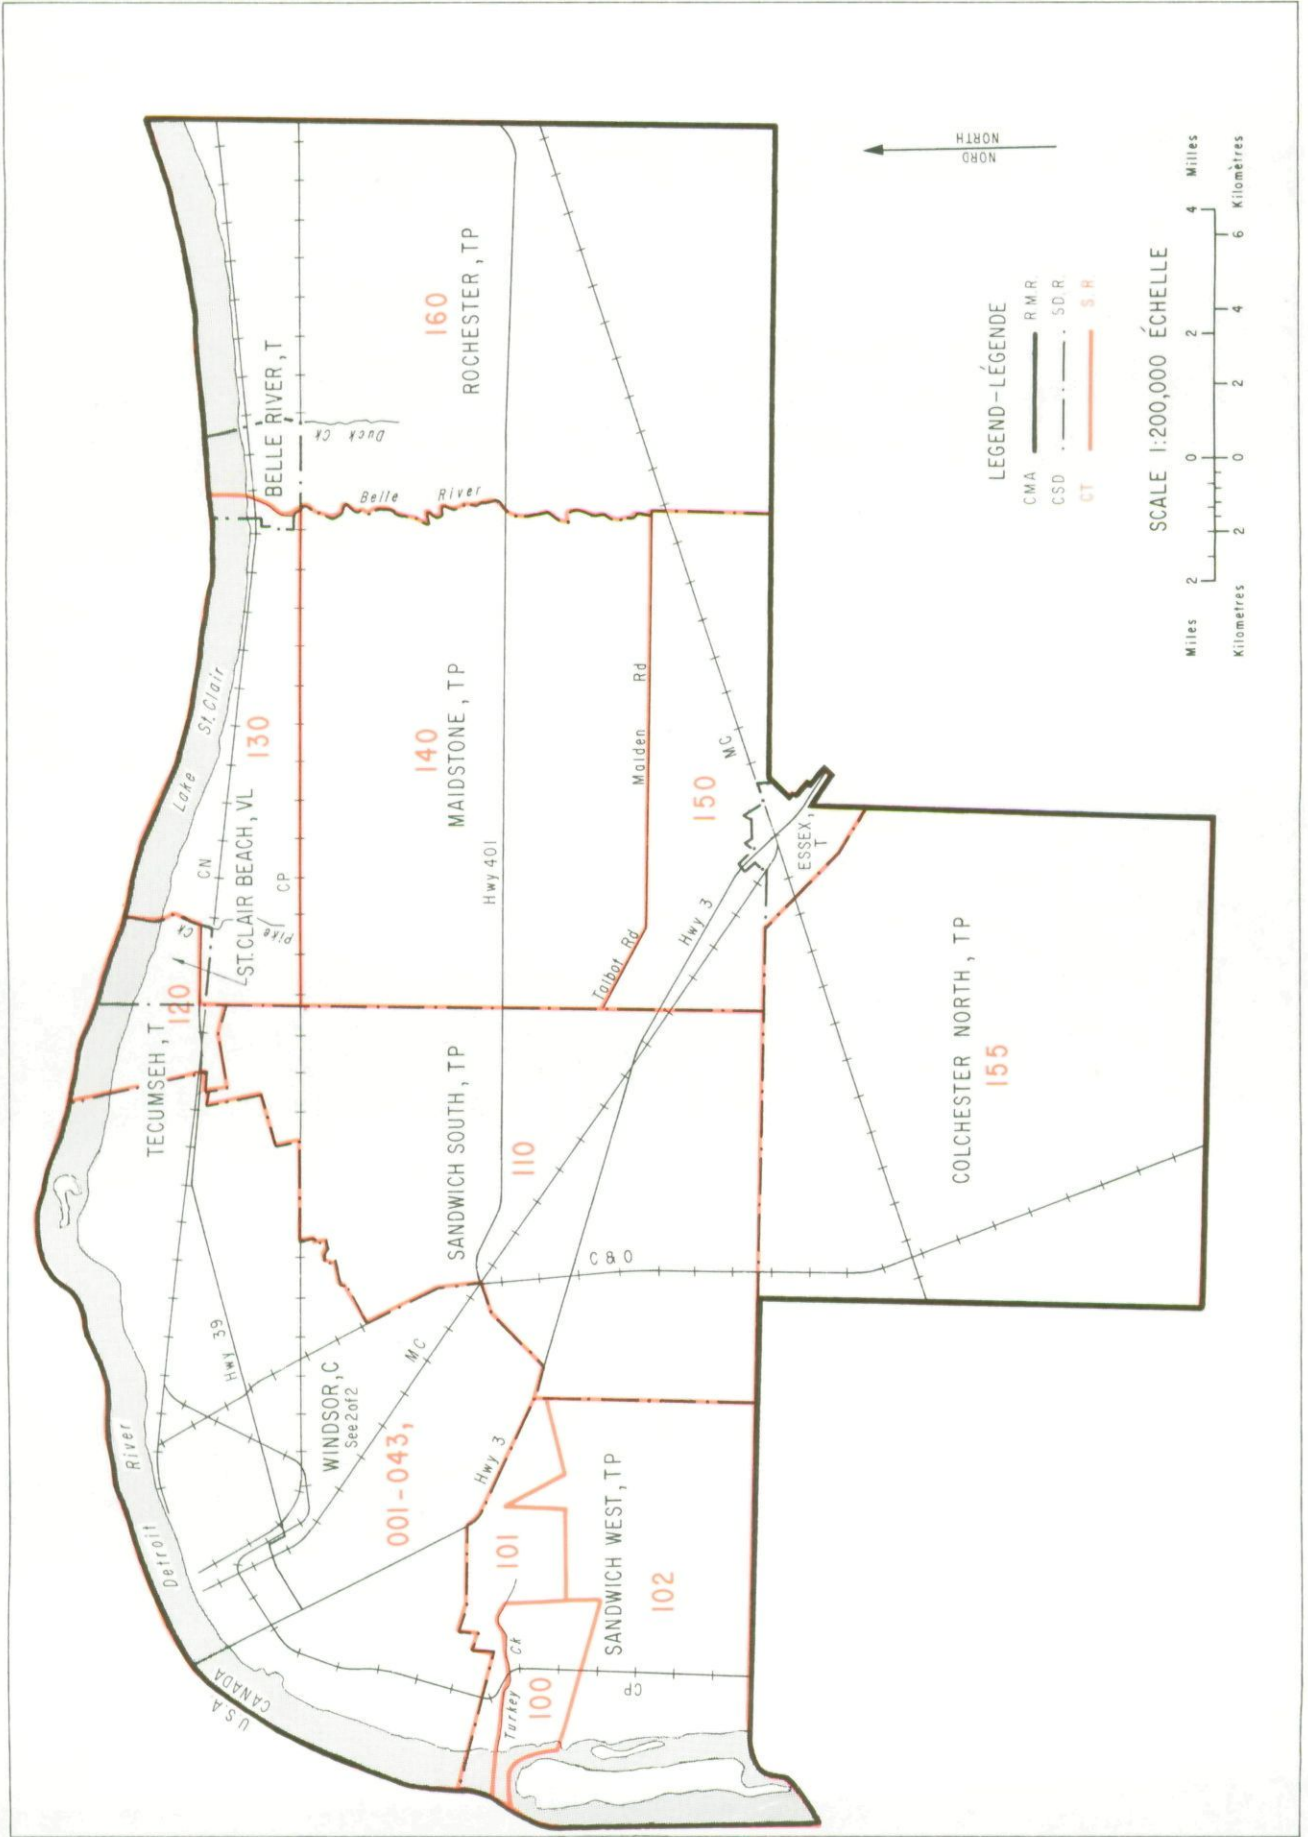 NORD
NORTH
U.S.A.
CANADA
Detroit
River
Lake St. Clair
TECUMSEH, T
120
ST. CLAIR BEACH, VL
CN
CP
Pike
Ck
130
BELLE RIVER, T
Duck Ck
Belle River
Hwy 39
WINDSOR, C
See 2 of 2
001-043,
MC
Hwy 3
Turkey Ck
100
101
102
SANDWICH WEST, TP
CP
SANDWICH SOUTH, TP
110
C & O
Hwy 401
140
MAIDSTONE, TP
160
ROCHESTER, TP
Talbot Rd
Malden Rd
Hwy 3
150
MC
ESSEX,
T
COLCHESTER NORTH, TP
155
LEGEND-LÉGENDE
CMA R.M.R.
CSD S.D.R.
CT S.R
SCALE 1:200,000 ÉCHELLE
Miles 2 0 2 4 Milles
Kilometres 2 0 2 4 6 Kilomètres